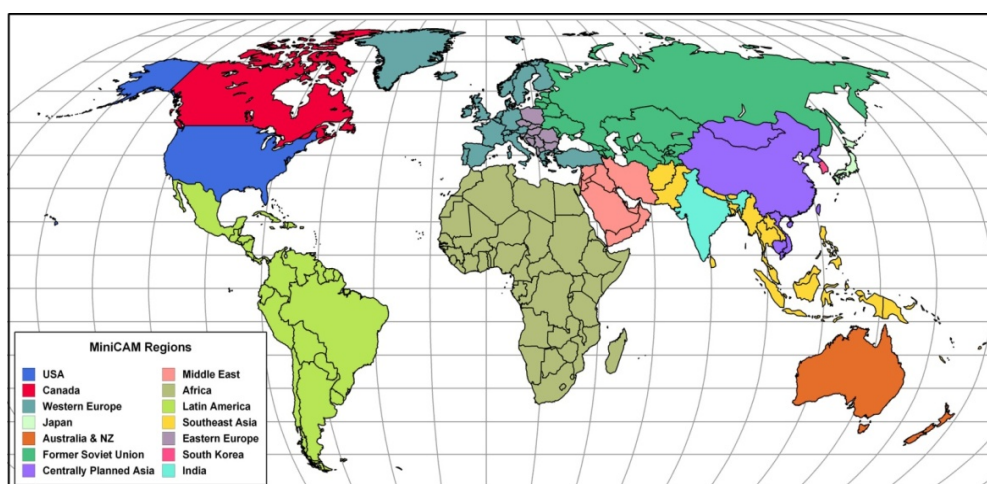 MiniCAM Regions
USA
Canada
Western Europe
Japan
Australia & NZ
Former Soviet Union
Centrally Planned Asia
Middle East
Africa
Latin America
Southeast Asia
Eastern Europe
South Korea
India